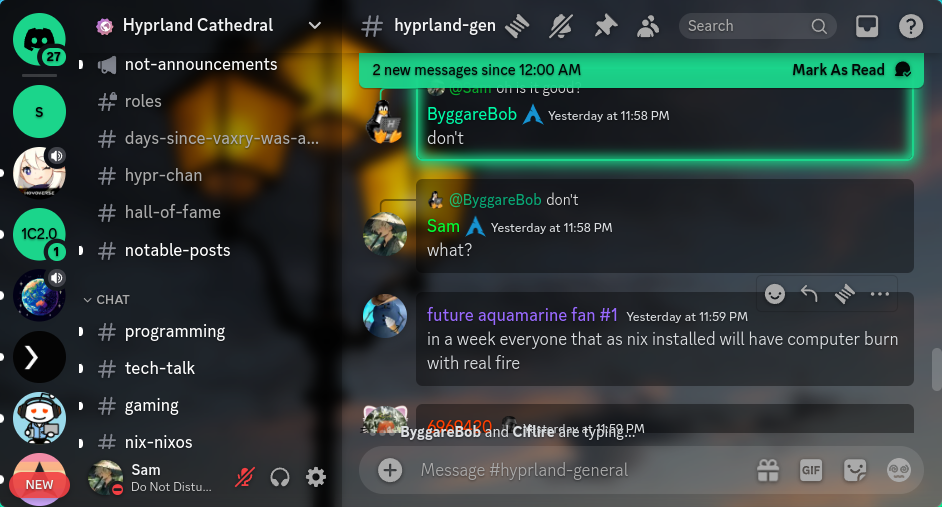 27
S
HOYOVERSE
1C2.0
1
NEW
Hyprland Cathedral
not-announcements
roles
days-since-vaxry-was-a...
hypr-chan
hall-of-fame
notable-posts
CHAT
programming
tech-talk
gaming
nix-nixos
Sam
Do Not Distu...
hyprland-gen
Search
2 new messages since 12:00 AM
Mark As Read
@Sam oh is it good?
ByggareBob Yesterday at 11:58 PM
don't
@ByggareBob don't
Sam Yesterday at 11:58 PM
what?
future aquamarine fan #1 Yesterday at 11:59 PM
in a week everyone that as nix installed will have computer burn
with real fire
6969420 Yesterday at 11:59 PM
ByggareBob and Ciflire are typing...
Message #hyprland-general
GIF